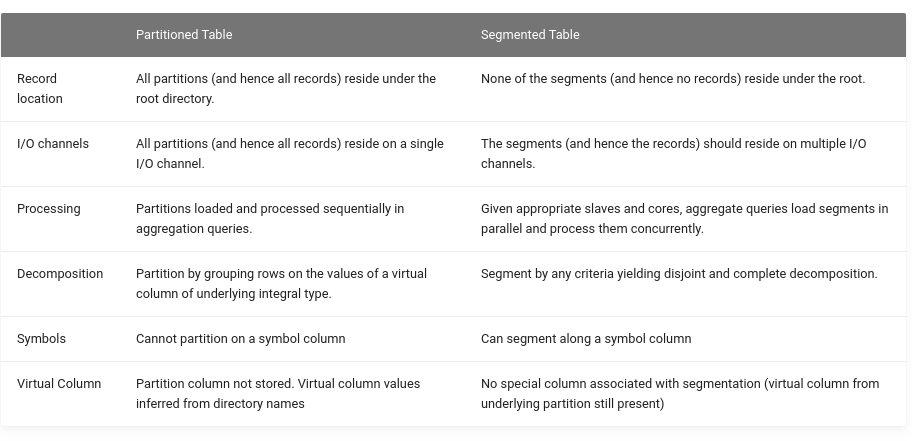 Partitioned Table Segmented Table
Record location All partitions (and hence all records) reside under the root directory. None of the segments (and hence no records) reside under the root.
I/O channels All partitions (and hence all records) reside on a single I/O channel. The segments (and hence the records) should reside on multiple I/O channels.
Processing Partitions loaded and processed sequentially in aggregation queries. Given appropriate slaves and cores, aggregate queries load segments in parallel and process them concurrently.
Decomposition Partition by grouping rows on the values of a virtual column of underlying integral type. Segment by any criteria yielding disjoint and complete decomposition.
Symbols Cannot partition on a symbol column Can segment along a symbol column
Virtual Column Partition column not stored. Virtual column values inferred from directory names No special column associated with segmentation (virtual column from underlying partition still present)